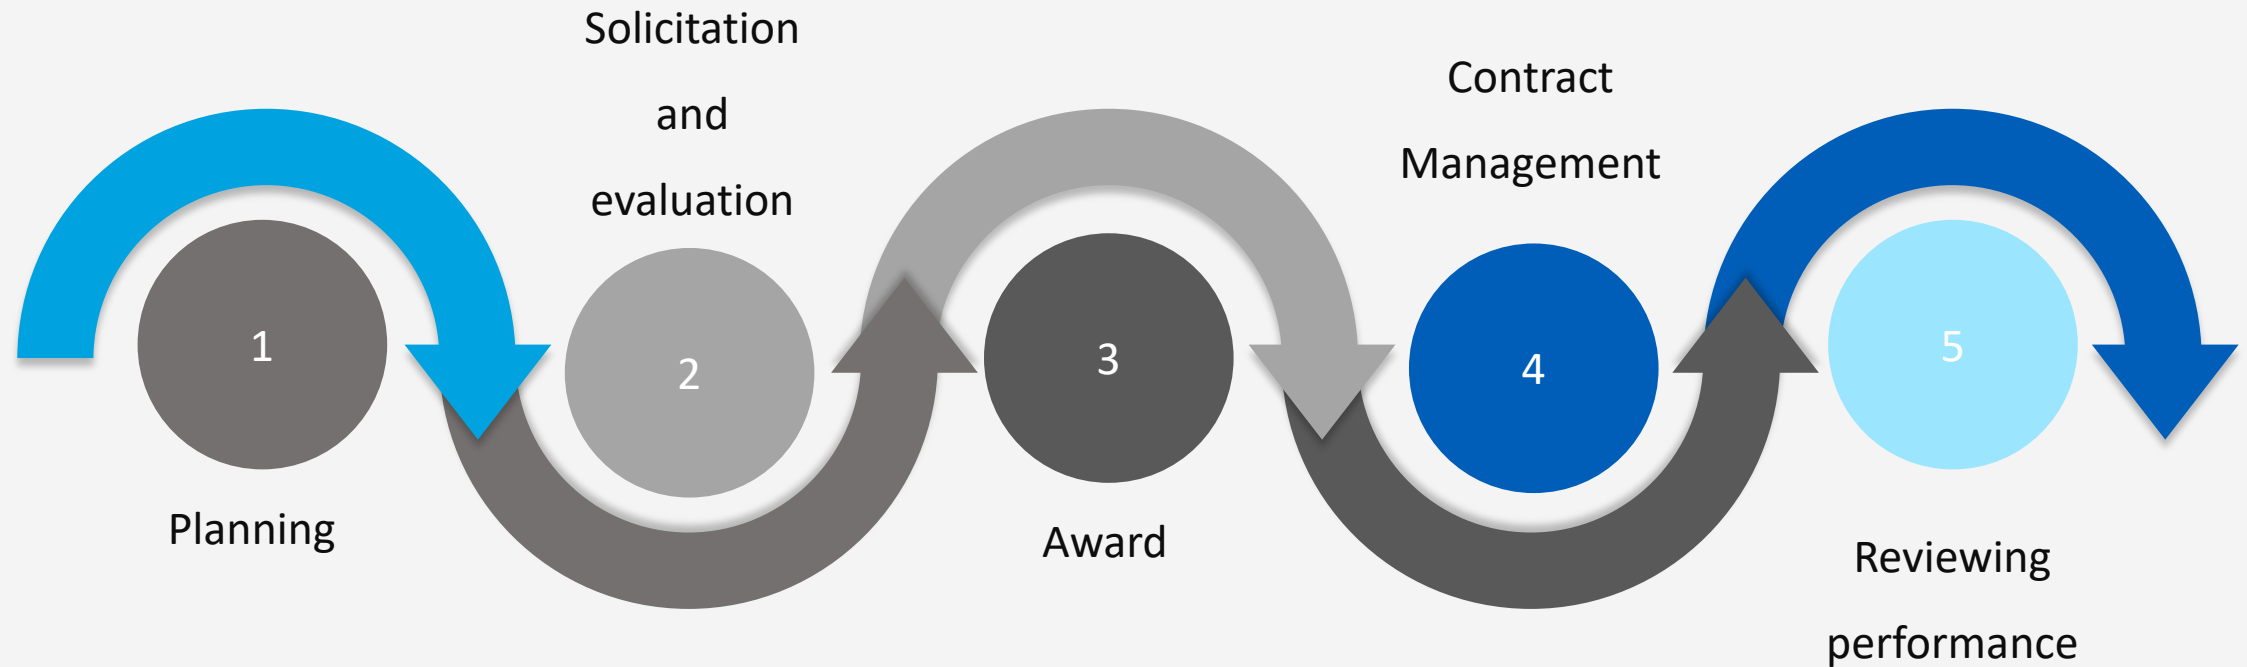 1
Planning
Solicitation
and
evaluation
2
3
Award
Contract
Management
4
5
Reviewing
performance